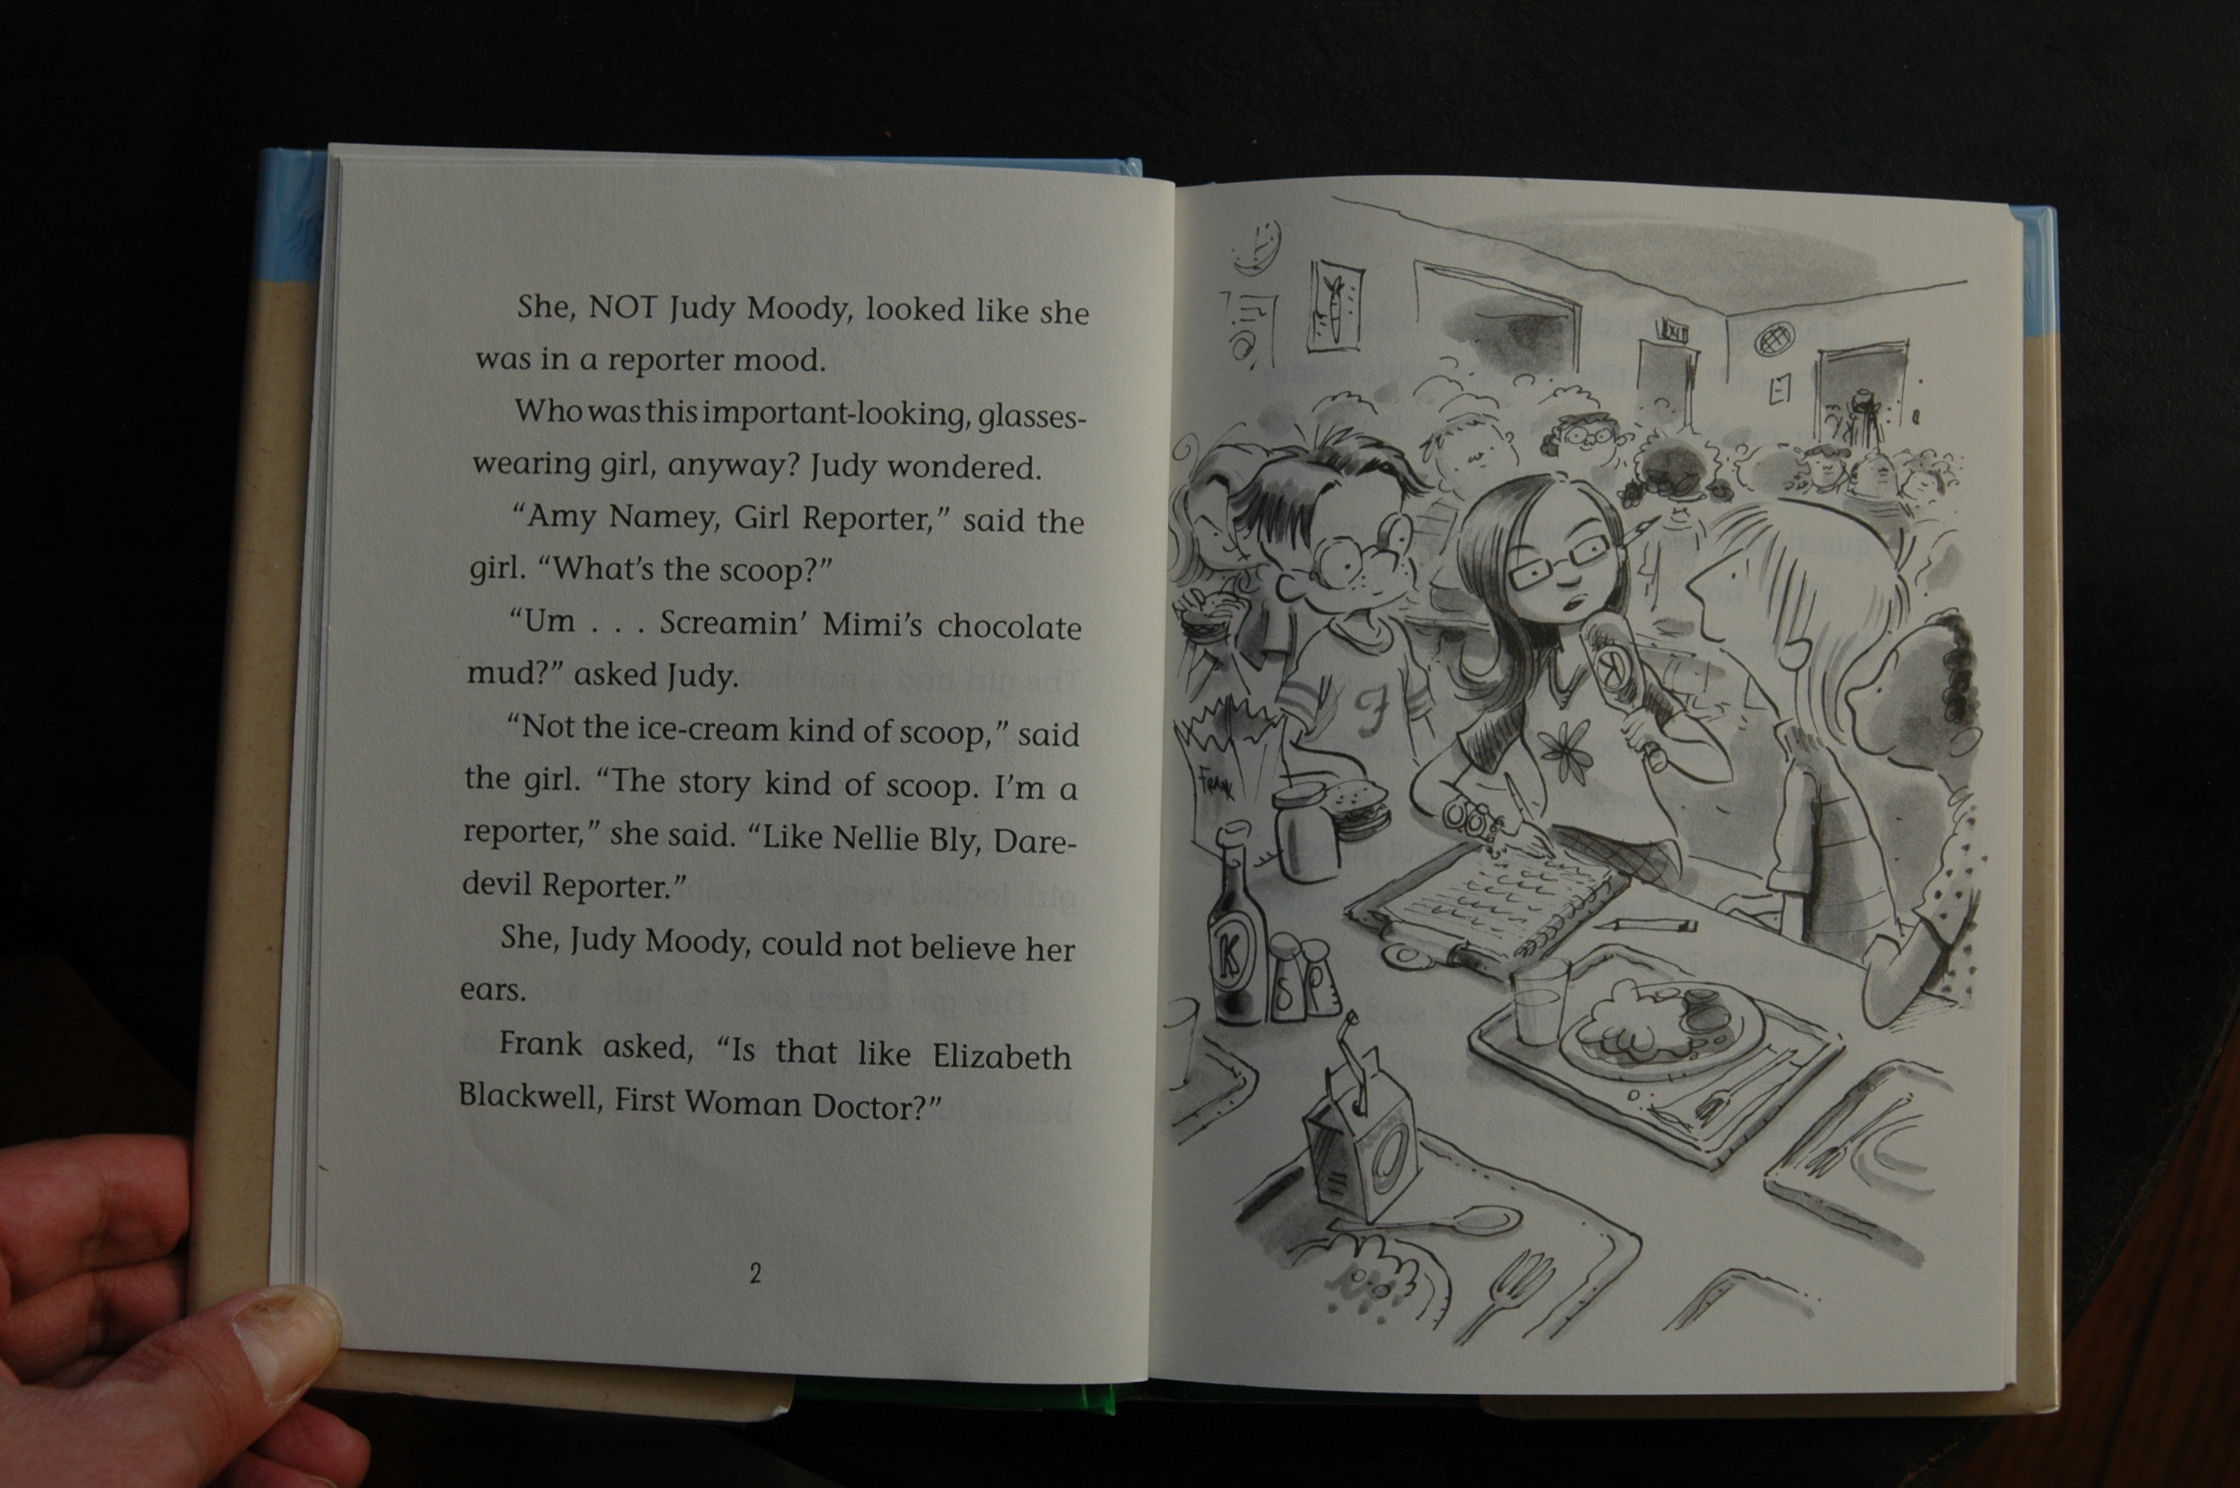 She, NOT Judy Moody, looked like she
was in a reporter mood.
Who was this important-looking, glasses-
wearing girl, anyway? Judy wondered.
“Amy Namey, Girl Reporter,” said the
girl. “What’s the scoop?”
“Um . . . Screamin’ Mimi’s chocolate
mud?” asked Judy.
“Not the ice-cream kind of scoop,” said
the girl. “The story kind of scoop. I’m a
reporter,” she said. “Like Nellie Bly, Dare-
devil Reporter.”
She, Judy Moody, could not believe her
ears.
Frank asked, “Is that like Elizabeth
Blackwell, First Woman Doctor?”
2
EXIT
F
K
FRANK
K
S
P